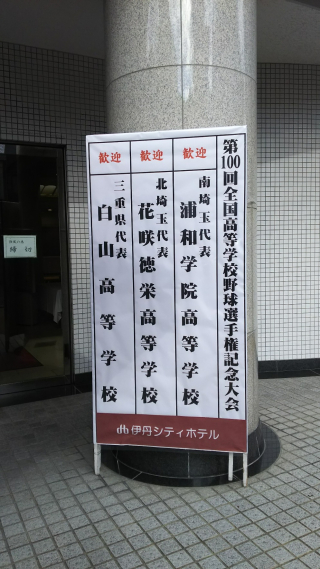 第100回全国高等学校野球選手権記念大会
歓迎
南埼玉代表
浦和学院高等学校
歓迎
北埼玉代表
花咲徳栄高等学校
歓迎
三重県代表
白山高等学校
伊丹シティホテル